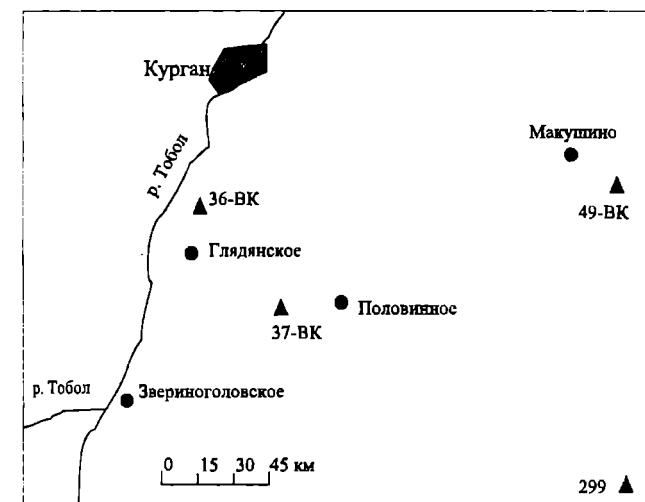 Курган
р. Тобол
Макушино
36-ВК
49-ВК
Глядянское
Половинное
37-ВК
р. Тобол
Звериноголовское
0 15 30 45 км
299